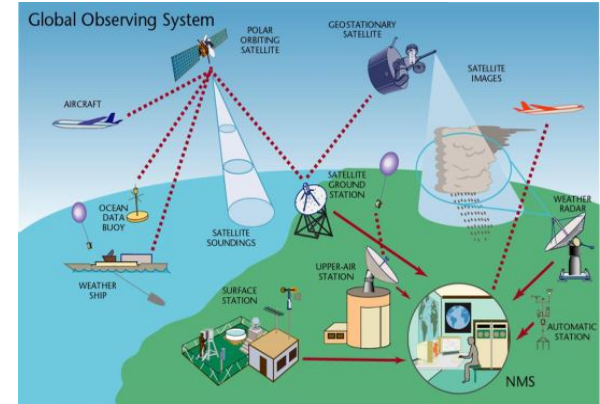 Global Observing System
POLAR
ORBITING
SATELLITE
GEOSTATIONARY
SATELLITE
SATELLITE
IMAGES
AIRCRAFT
OCEAN
DATA
BUOY
SATELLITE
SOUNDINGS
SATELLITE
GROUND
STATION
WEATHER
RADAR
WEATHER
SHIP
UPPER-AIR
STATION
SURFACE
STATION
AUTOMATIC
STATION
NMS